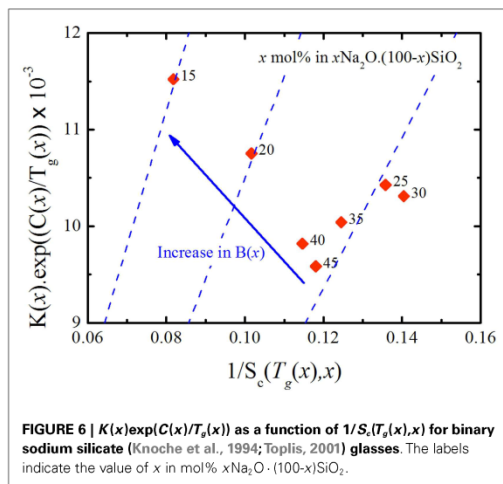 12
11
10
9
0.06
0.08
0.10
0.12
0.14
0.16
K(x).exp((C(x)/T_g(x)) x 10^-3
1/S_c(T_g(x),x)
x mol% in xNa₂O.(100-x)SiO₂
15
20
25
30
35
40
45
Increase in B(x)
FIGURE 6 | K(x)exp(C(x)/T_g(x)) as a function of 1/S_c(T_g(x),x) for binary
sodium silicate (Knoche et al., 1994; Toplis, 2001) glasses. The labels
indicate the value of x in mol% xNa₂O · (100-x)SiO₂.